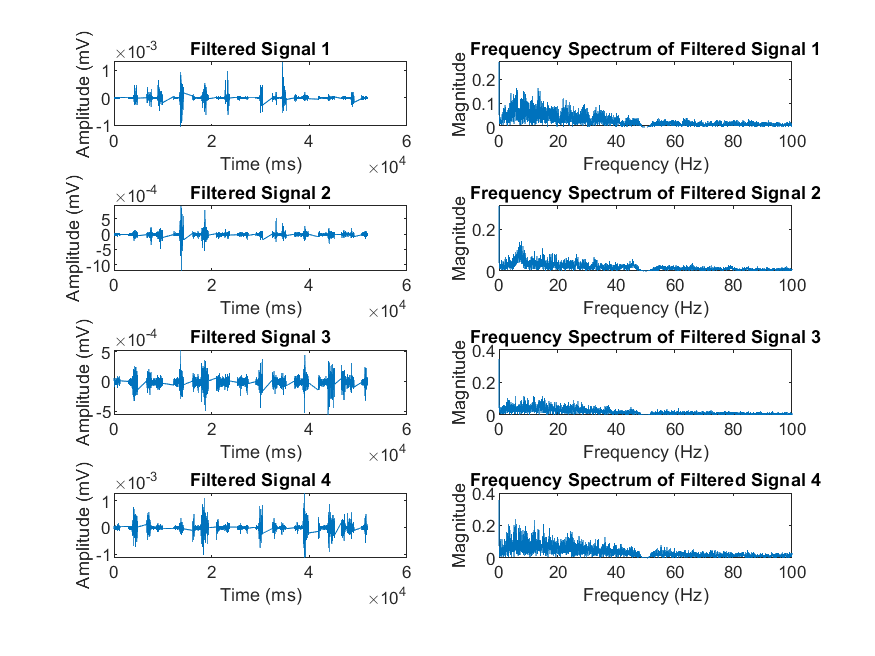 Filtered Signal 1
×10-3
Amplitude (mV)
1
0
-1
0 2 4 6
Time (ms)
×104
Frequency Spectrum of Filtered Signal 1
Magnitude
0.2
0.1
0
0 20 40 60 80 100
Frequency (Hz)
Filtered Signal 2
×10-4
Amplitude (mV)
5
0
-5
-10
0 2 4 6
Time (ms)
×104
Frequency Spectrum of Filtered Signal 2
Magnitude
0.2
0
0 20 40 60 80 100
Frequency (Hz)
Filtered Signal 3
×10-4
Amplitude (mV)
5
0
-5
0 2 4 6
Time (ms)
×104
Frequency Spectrum of Filtered Signal 3
Magnitude
0.4
0.2
0
0 20 40 60 80 100
Frequency (Hz)
Filtered Signal 4
×10-3
Amplitude (mV)
1
0
-1
0 2 4 6
Time (ms)
×104
Frequency Spectrum of Filtered Signal 4
Magnitude
0.4
0.2
0
0 20 40 60 80 100
Frequency (Hz)